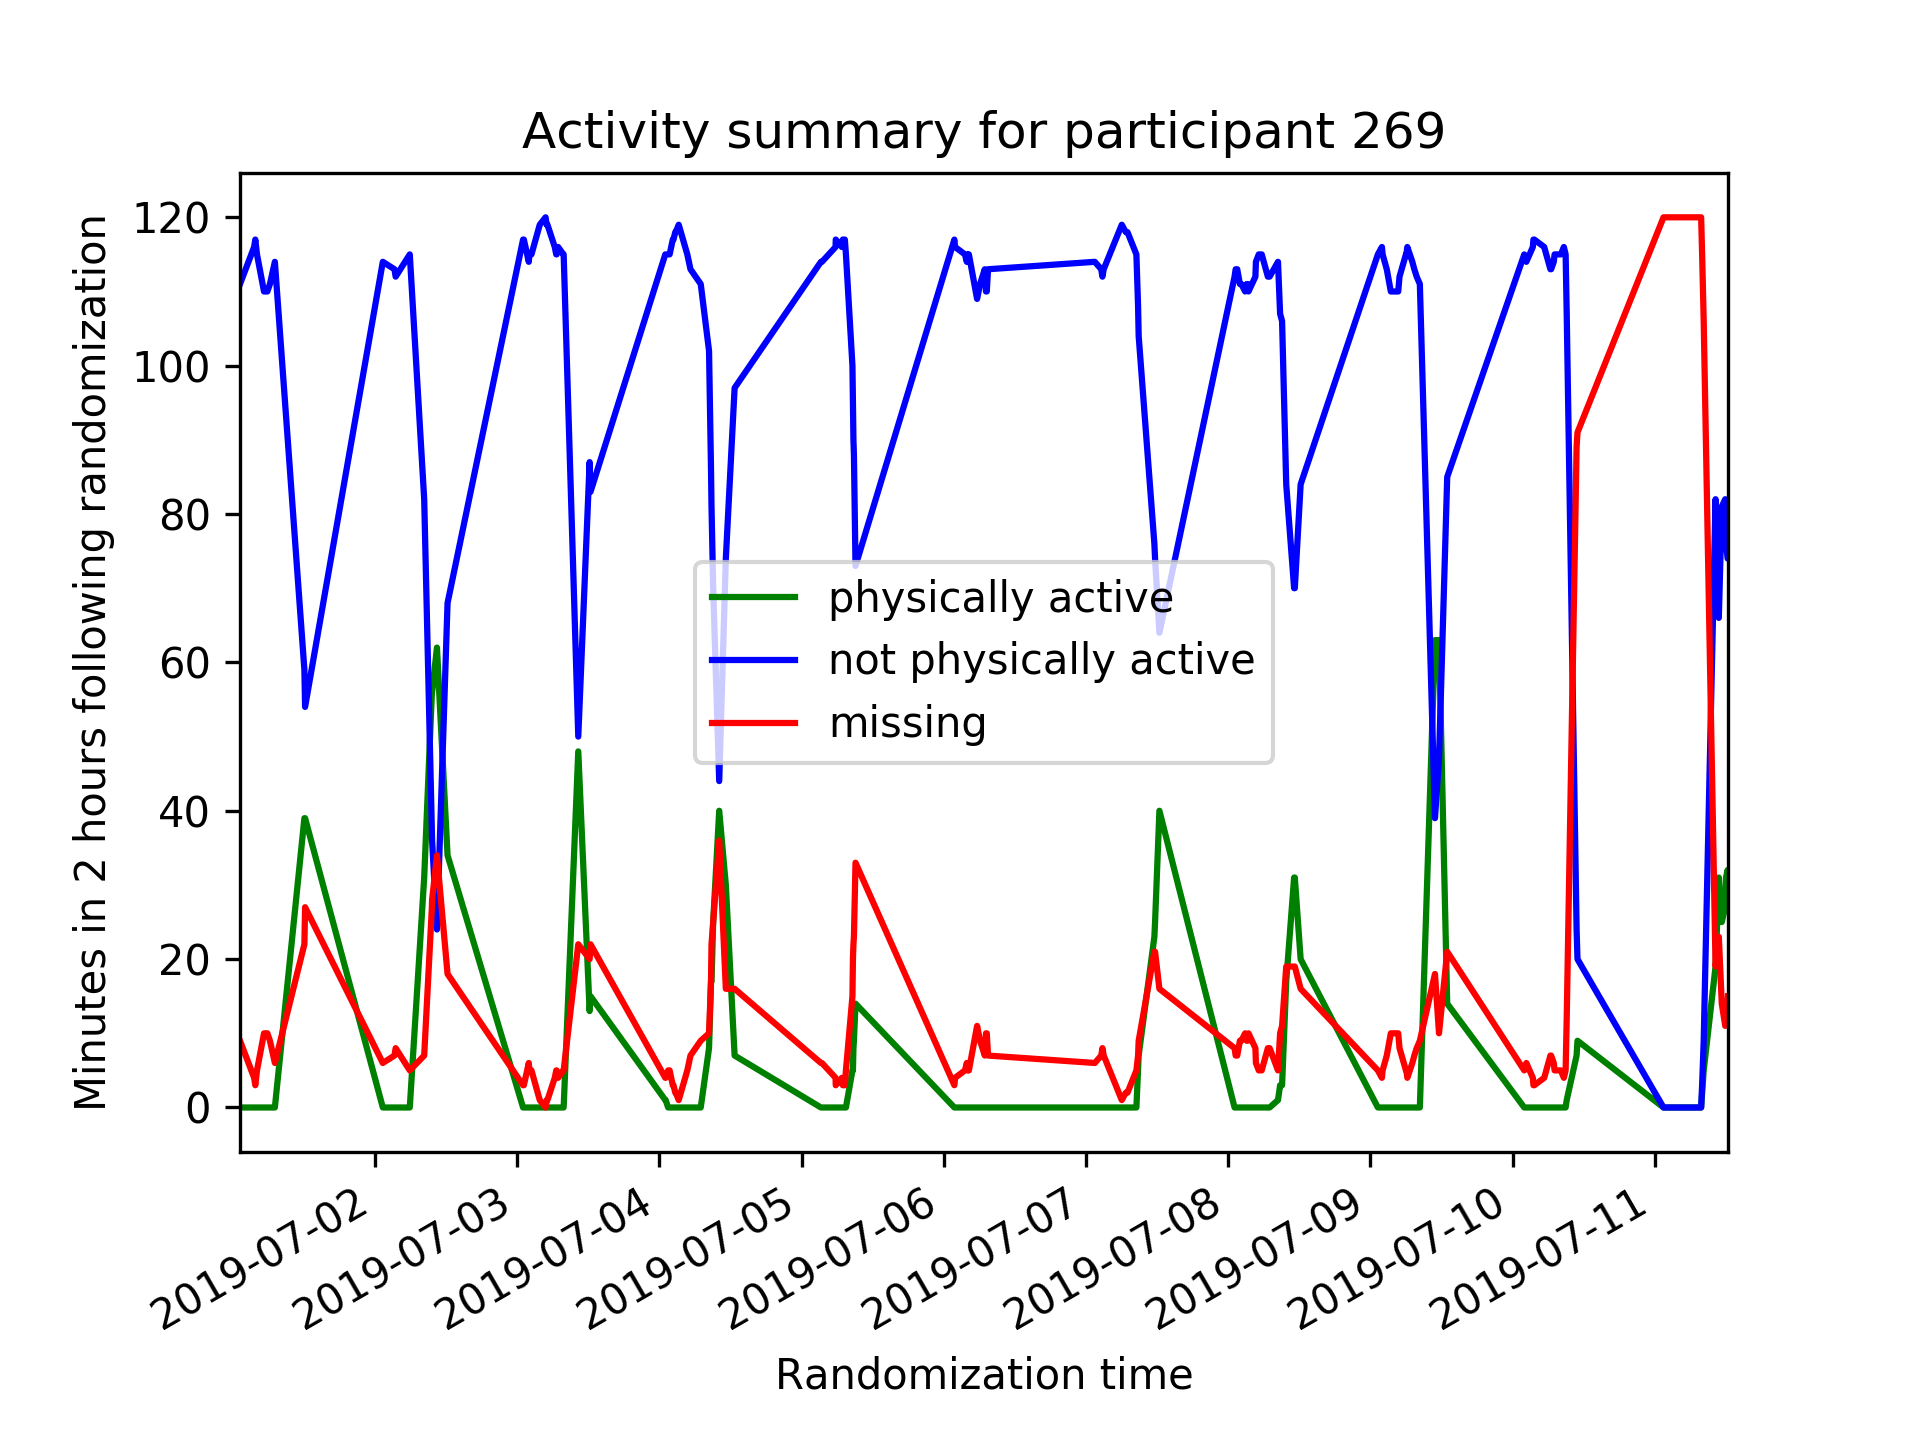 Activity summary for participant 269
Minutes in 2 hours following randomization
120
100
80
60
40
20
0
physically active
not physically active
missing
2019-07-02
2019-07-03
2019-07-04
2019-07-05
2019-07-06
2019-07-07
2019-07-08
2019-07-09
2019-07-10
2019-07-11
Randomization time